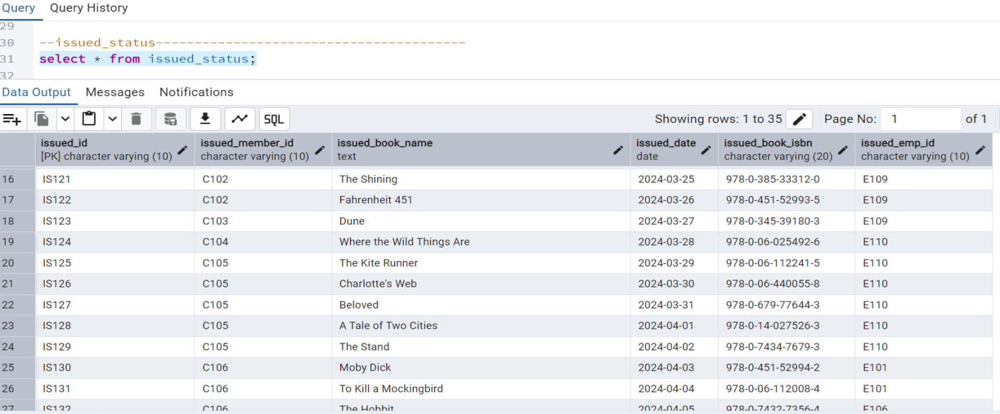 Query Query History
29
30 --issued_status----------------------------------------
31 select * from issued_status;
32
Data Output Messages Notifications
SQL Showing rows: 1 to 35 Page No: 1 of 1
issued_id issued_member_id issued_book_name issued_date issued_book_isbn issued_emp_id
[PK] character varying (10) character varying (10) text date character varying (20) character varying (10)
16 IS121 C102 The Shining 2024-03-25 978-0-385-33312-0 E109
17 IS122 C102 Fahrenheit 451 2024-03-26 978-0-451-52993-5 E109
18 IS123 C103 Dune 2024-03-27 978-0-345-39180-3 E109
19 IS124 C104 Where the Wild Things Are 2024-03-28 978-0-06-025492-6 E110
20 IS125 C105 The Kite Runner 2024-03-29 978-0-06-112241-5 E110
21 IS126 C105 Charlotte's Web 2024-03-30 978-0-06-440055-8 E110
22 IS127 C105 Beloved 2024-03-31 978-0-679-77644-3 E110
23 IS128 C105 A Tale of Two Cities 2024-04-01 978-0-14-027526-3 E110
24 IS129 C105 The Stand 2024-04-02 978-0-7434-7679-3 E110
25 IS130 C106 Moby Dick 2024-04-03 978-0-451-52994-2 E101
26 IS131 C106 To Kill a Mockingbird 2024-04-04 978-0-06-112008-4 E101
27 IS132 C106 The Hobbit 2024-04-05 978-0-7432-7356-4 E106